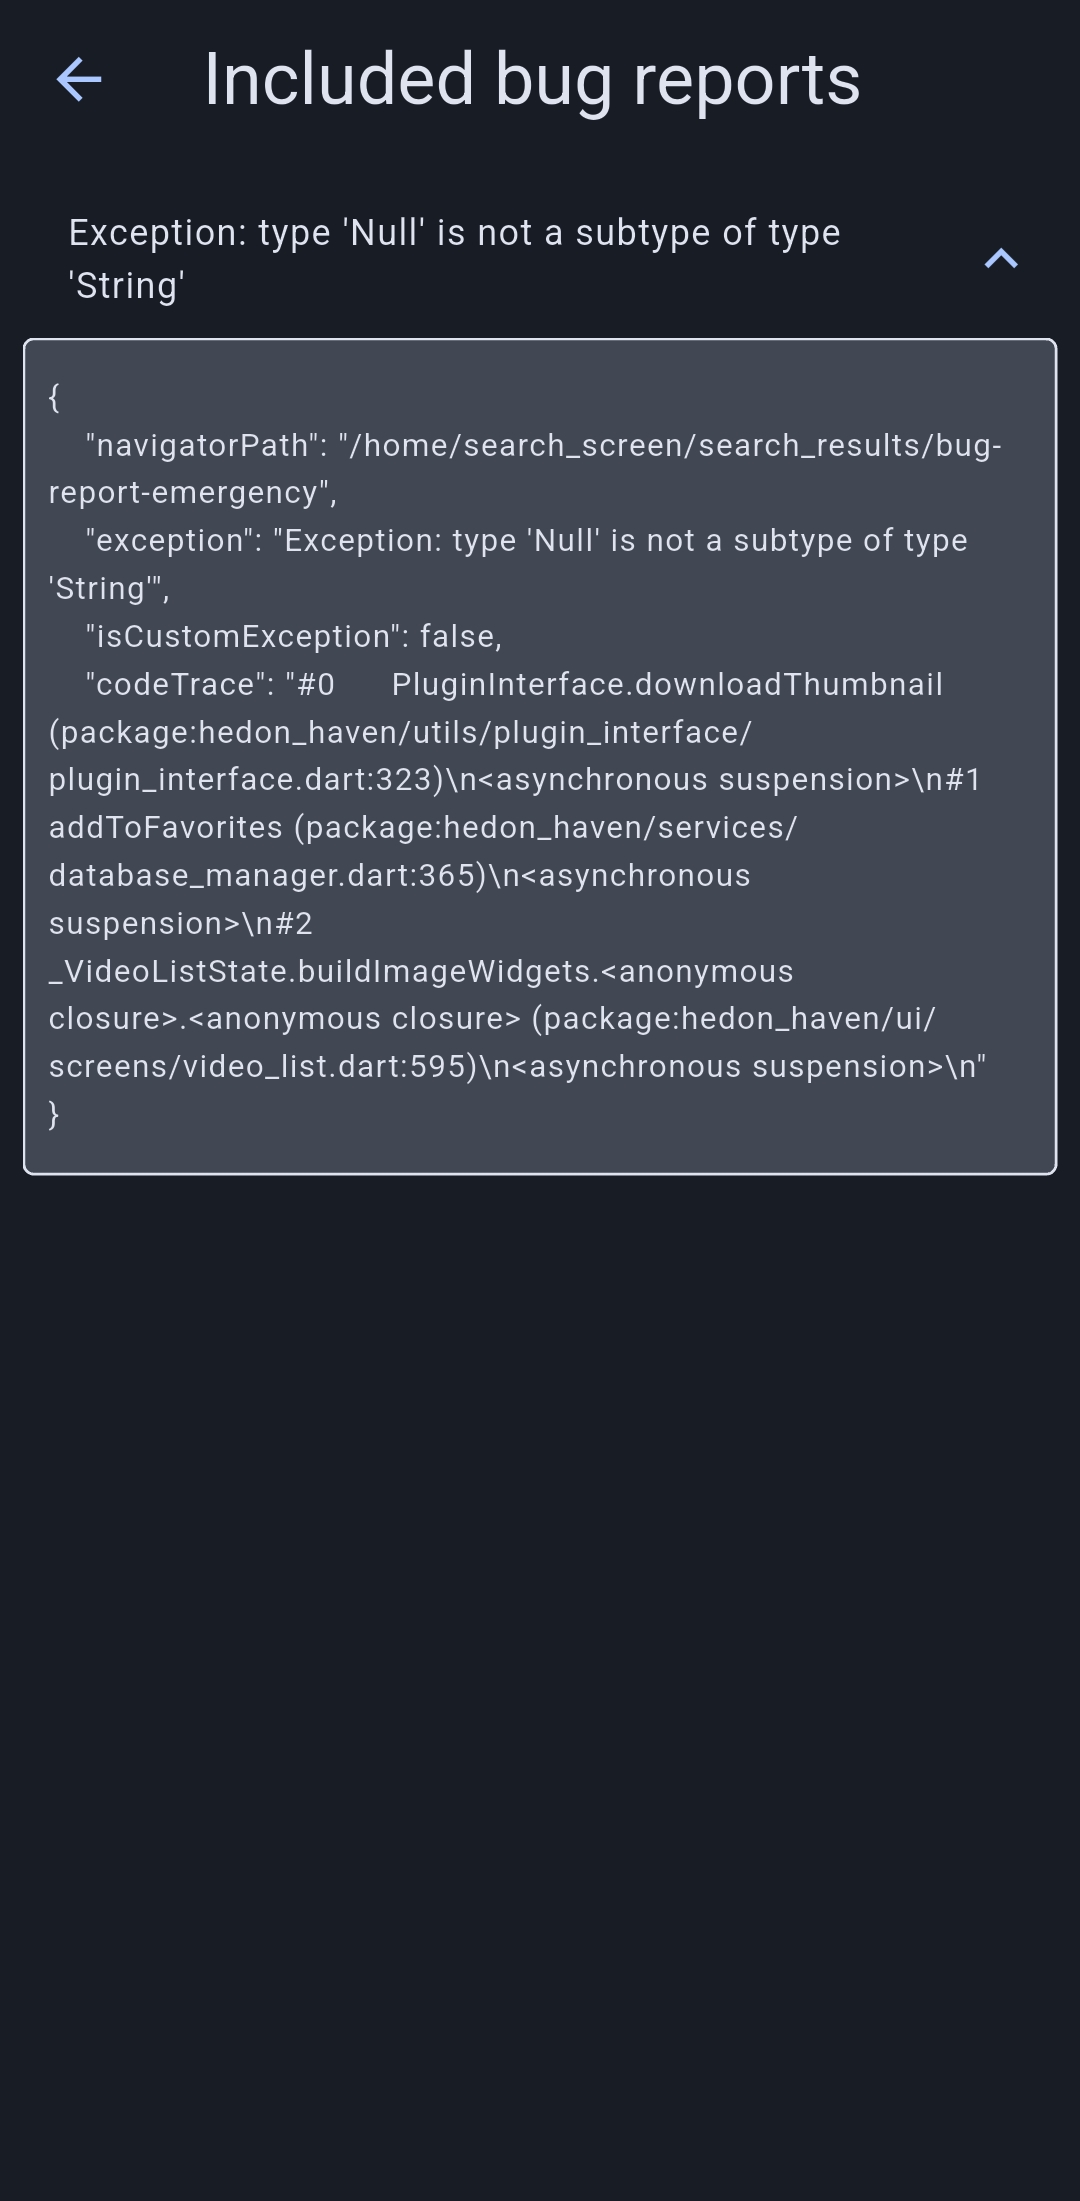 Included bug reports
Exception: type 'Null' is not a subtype of type
'String'
{
    "navigatorPath": "/home/search_screen/search_results/bug-
report-emergency",
    "exception": "Exception: type 'Null' is not a subtype of type
'String'",
    "isCustomException": false,
    "codeTrace": "#0      PluginInterface.downloadThumbnail
(package:hedon_haven/utils/plugin_interface/
plugin_interface.dart:323)\n<asynchronous suspension>\n#1
addToFavorites (package:hedon_haven/services/
database_manager.dart:365)\n<asynchronous
suspension>\n#2
_VideoListState.buildImageWidgets.<anonymous
closure>.<anonymous closure> (package:hedon_haven/ui/
screens/video_list.dart:595)\n<asynchronous suspension>\n"
}